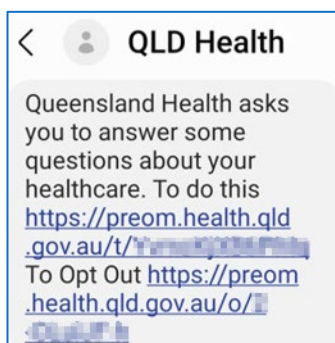 QLD Health
Queensland Health asks
you to answer some
questions about your
healthcare. To do this
https://preom.health.qld
.gov.au/t/
To Opt Out https://preom
.health.qld.gov.au/o/